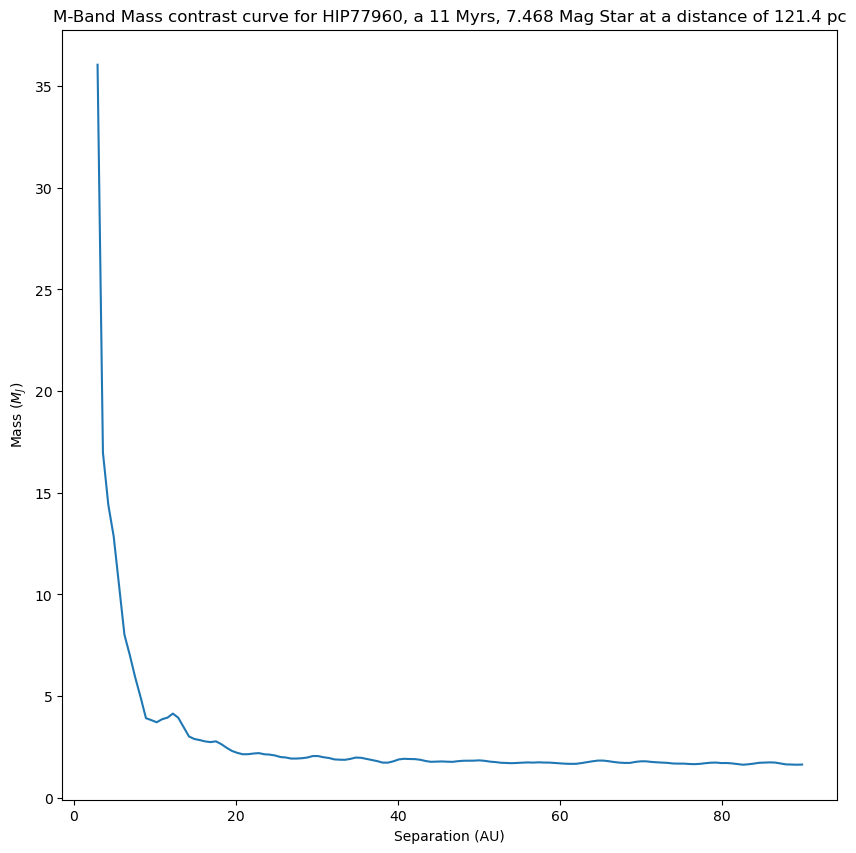 M-Band Mass contrast curve for HIP77960, a 11 Myrs, 7.468 Mag Star at a distance of 121.4 pc
35
30
25
20
15
10
5
0
Mass (M_J)
0 20 40 60 80
Separation (AU)